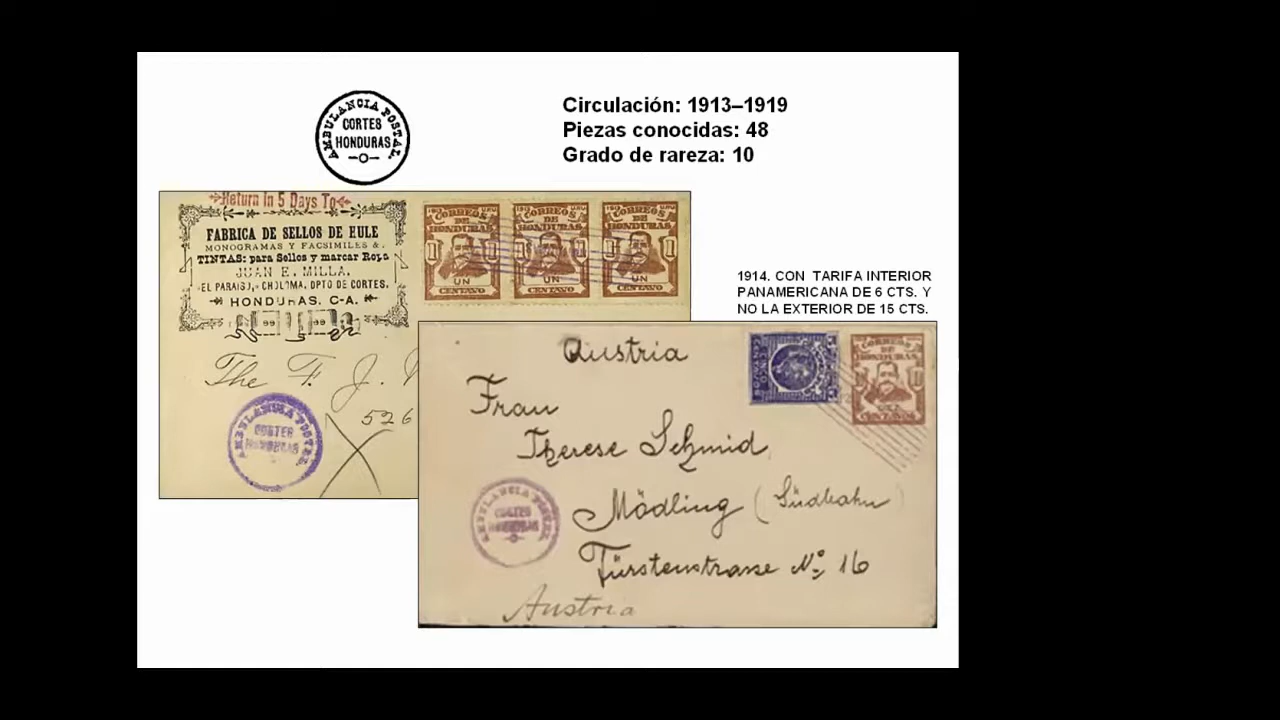 AMBULANCIA POSTAL
CORTES
HONDURAS
Circulación: 1913–1919
Piezas conocidas: 48
Grado de rareza: 10
Return In 5 Days To
FABRICA DE SELLOS DE HULE
MONOGRAMAS Y FACSIMILES &.
TINTAS: para Sellos y marcar Ropa
JUAN E. MILLA.
EL PARAISO, CHOLOMA, DPTO DE CORTES.
HONDURAS. C-A.
CORREOS
DE
HONDURAS
UN
CENTAVO
CORREOS
DE
HONDURAS
UN
CENTAVO
CORREOS
DE
HONDURAS
UN
CENTAVO
The F. J.
526
AMBULANCIA POSTAL
CORTES
HONDURAS
1914. CON TARIFA INTERIOR
PANAMERICANA DE 6 CTS. Y
NO LA EXTERIOR DE 15 CTS.
Austria
CORREOS
DE
HONDURAS
Frau
Therese Schmid
Mödling (Südbahn)
Fürstenstrasse No 16
Austria
AMBULANCIA POSTAL
CORTES
HONDURAS